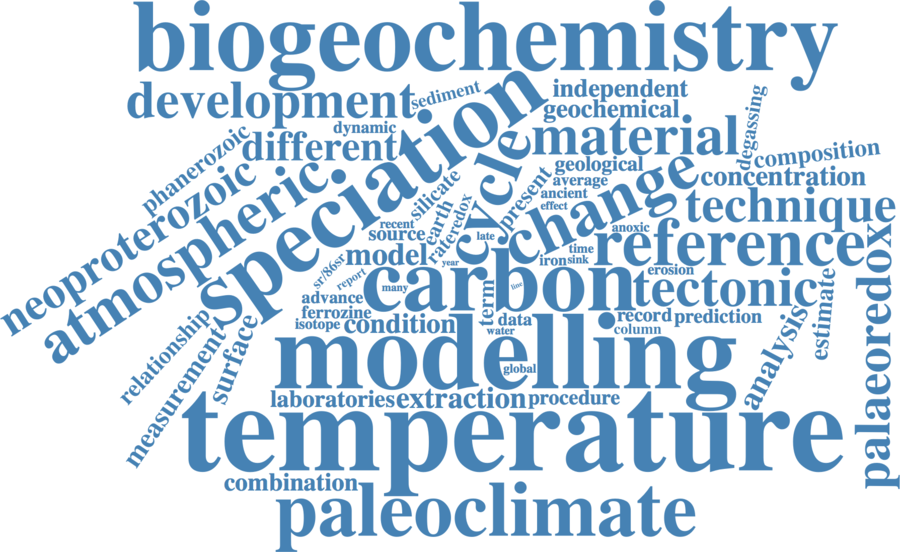 biogeochemistry
development
sediment
independent
geochemical
dynamic
different
material
degassing
phanerozoic
speciation
cycle
geological
composition
average
ancient
effect
concentration
present
change
silicate
neoproterozoic
atmospheric
technique
recent
earth
rateredox
source
late
anoxic
reference
palaeoredox
model
year
time
iron
sink
erosion
sr/86sr
report
many
carbon
line
tectonic
advance
term
estimate
ferrozine
isotope
condition
data
water
record
prediction
column
relationship
measurement
surface
modelling
global
analysis
laboratories
extraction
procedure
temperature
combination
paleoclimate